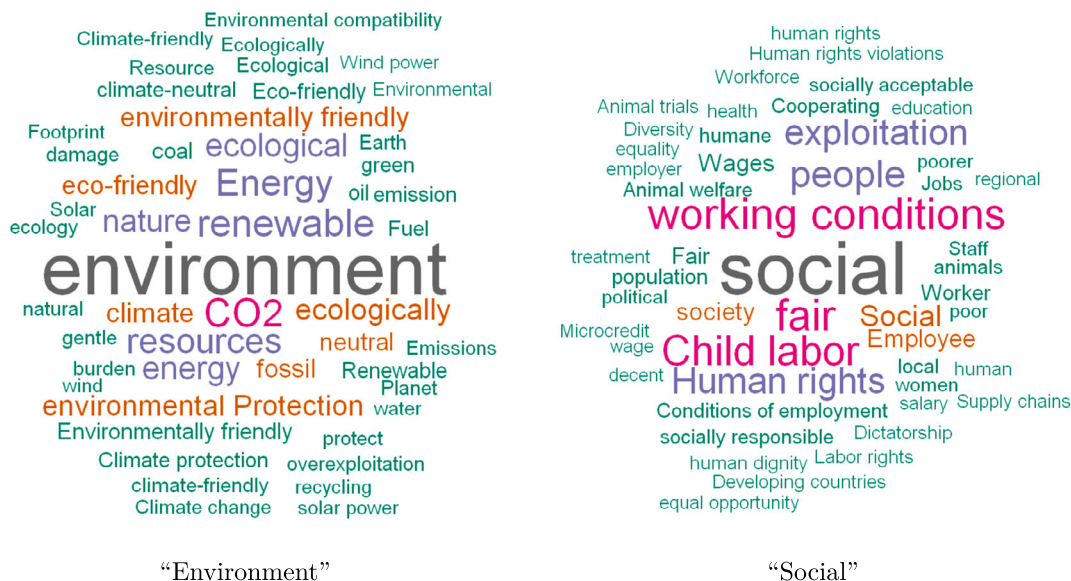 Environmental compatibility
Climate-friendly Ecologically
Resource Ecological Wind power
climate-neutral Eco-friendly Environmental
environmentally friendly
Footprint
damage coal ecological Earth
green
eco-friendly Energy oil emission
Solar
ecology nature renewable Fuel
environment
natural climate CO2 ecologically
gentle resources neutral Emissions
burden energy fossil Renewable
wind Planet
environmental Protection water
Environmentally friendly protect
Climate protection overexploitation
climate-friendly recycling
Climate change solar power
“Environment”
human rights
Human rights violations
Workforce socially acceptable
Animal trials health Cooperating education
Diversity humane exploitation
equality
employer Wages people poorer
Animal welfare Jobs regional
working conditions
treatment Fair social Staff
population animals
political Worker
society fair Social poor
Microcredit Employee
wage Child labor
decent Human rights local human
women
Conditions of employment salary Supply chains
socially responsible Dictatorship
human dignity Labor rights
Developing countries
equal opportunity
“Social”